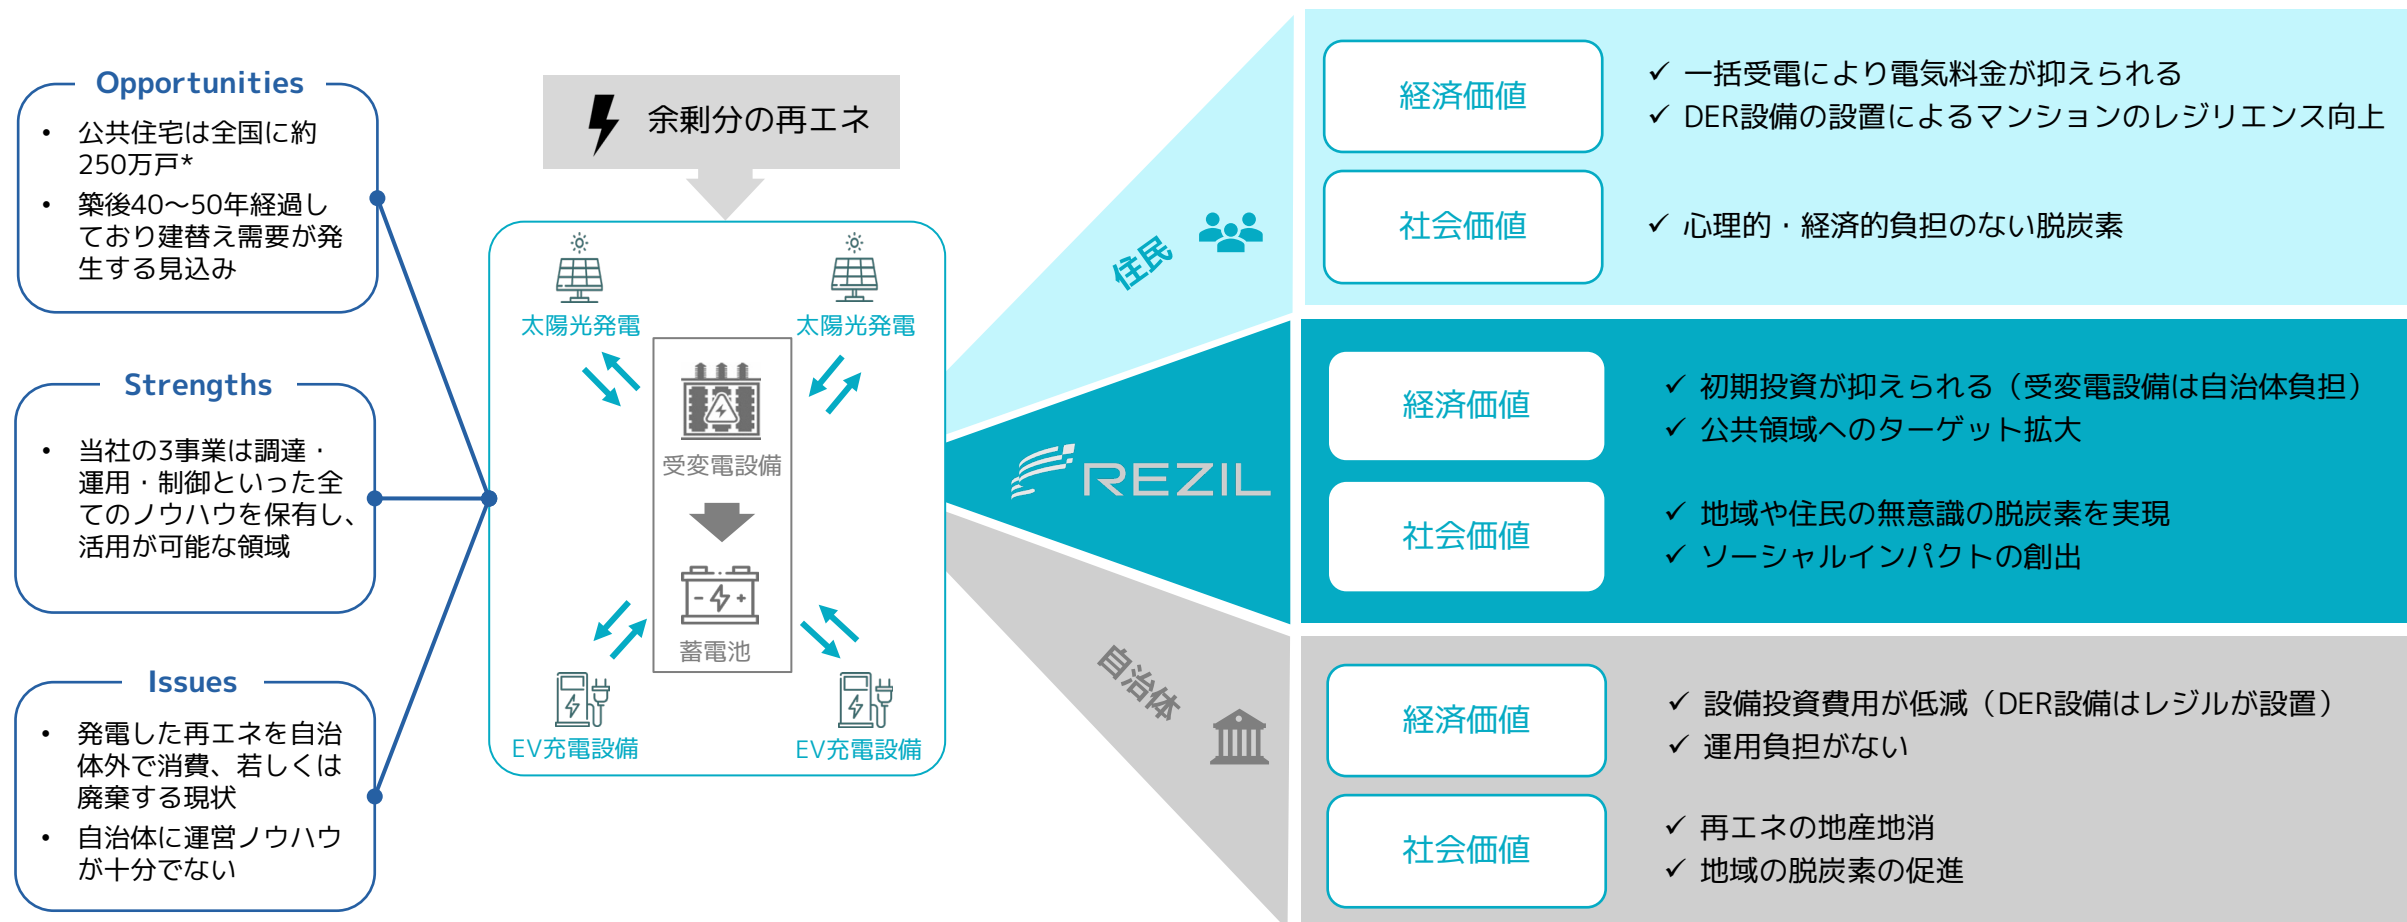 Opportunities
• 公共住宅は全国に約
250万戸*
• 築後40～50年経過し
ており建替え需要が発
生する見込み
Strengths
• 当社の3事業は調達・
運用・制御といった全
てのノウハウを保有し、
活用が可能な領域
Issues
• 発電した再エネを自治
体外で消費、若しくは
廃棄する現状
• 自治体に運営ノウハウ
が十分でない
余剰分の再エネ
太陽光発電
太陽光発電
受変電設備
蓄電池
EV充電設備
EV充電設備
住民
経済価値
✓ 一括受電により電気料金が抑えられる
✓ DER設備の設置によるマンションのレジリエンス向上
社会価値
✓ 心理的・経済的負担のない脱炭素
REZIL
経済価値
✓ 初期投資が抑えられる（受変電設備は自治体負担）
✓ 公共領域へのターゲット拡大
社会価値
✓ 地域や住民の無意識の脱炭素を実現
✓ ソーシャルインパクトの創出
自治体
経済価値
✓ 設備投資費用が低減（DER設備はレジルが設置）
✓ 運用負担がない
社会価値
✓ 再エネの地産地消
✓ 地域の脱炭素の促進